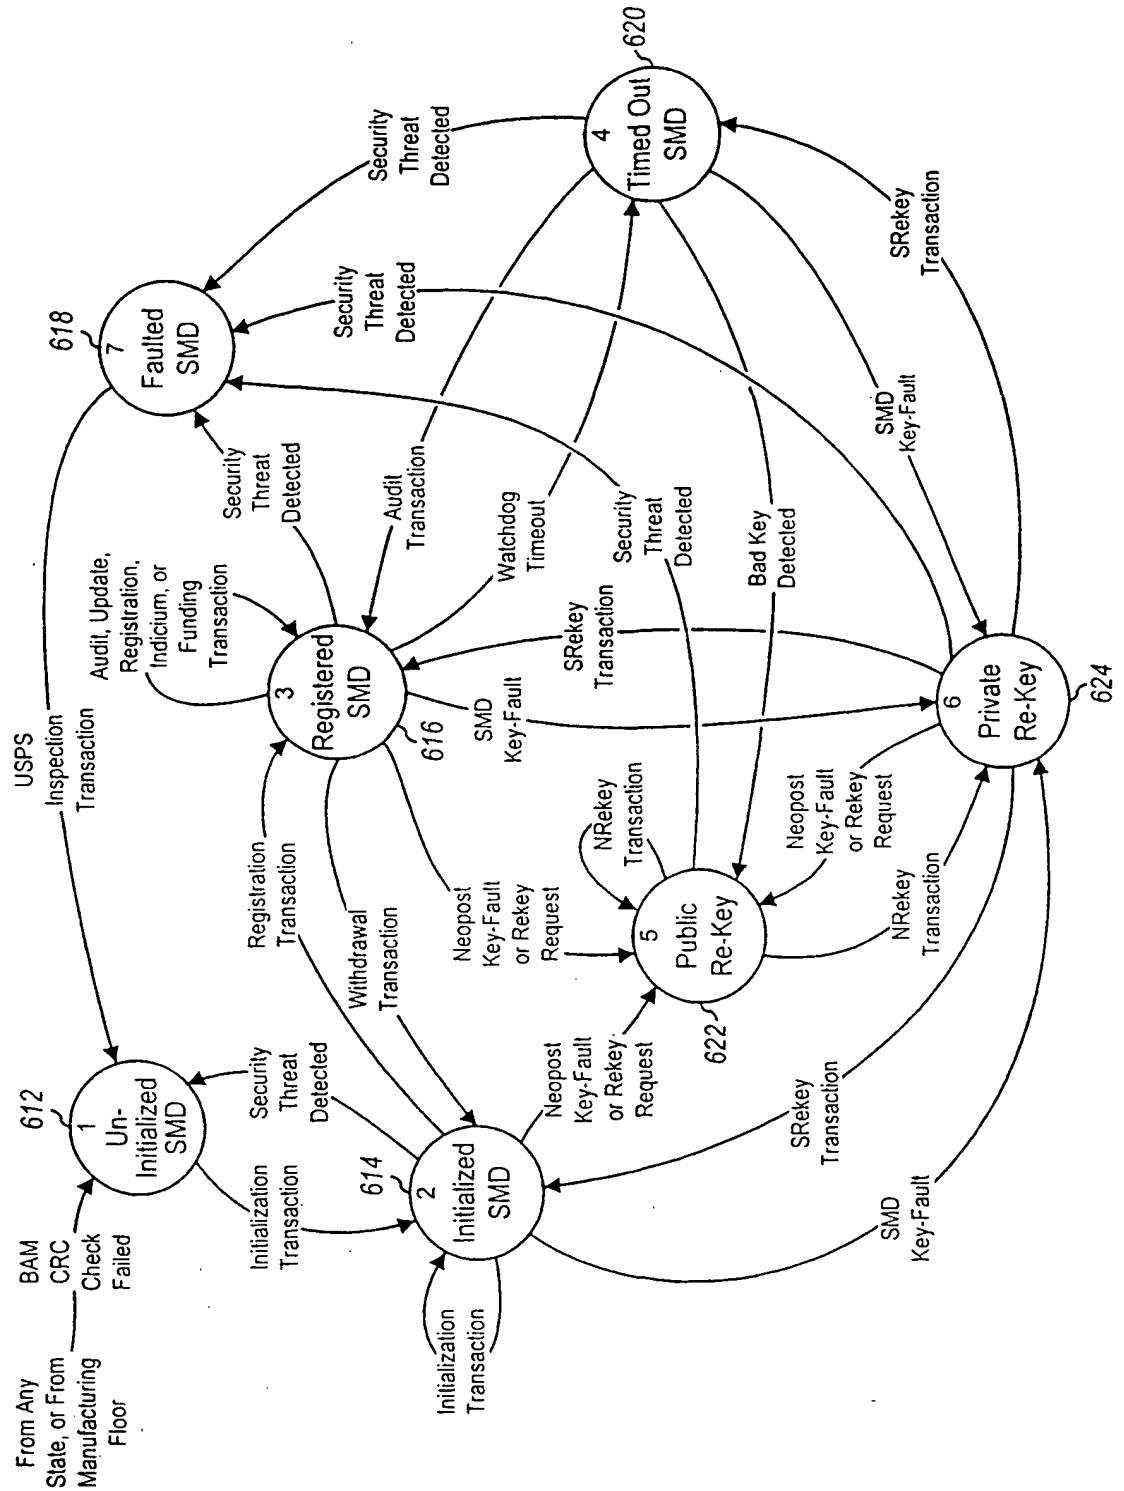 From Any
State, or From
Manufacturing
Floor
BAM
CRC
Check
Failed
612
1
Un-
Initialized
SMD
USPS
Inspection
Transaction
618
7
Faulted
SMD
Initialization
Transaction
Security
Threat
Detected
Initialization
Transaction
614
2
Initialized
SMD
Registration
Transaction
Withdrawal
Transaction
Audit, Update,
Registration,
Indicium, or
Funding
Transaction
3
Registered
SMD
616
Security
Threat
Detected
Security
Threat
Detected
Security
Threat
Detected
620
4
Timed Out
SMD
Audit
Transaction
Watchdog
Timeout
Security
Threat
Detected
Neopost
Key-Fault
or Rekey
Request
Neopost
Key-Fault
or Rekey
Request
SMD
Key-Fault
SRekey
Transaction
NRekey
Transaction
5
Public
Re-Key
622
Bad Key
Detected
SMD
Key-Fault
SRekey
Transaction
Neopost
Key-Fault
or Rekey
Request
NRekey
Transaction
SRekey
Transaction
SMD
Key-Fault
6
Private
Re-Key
624